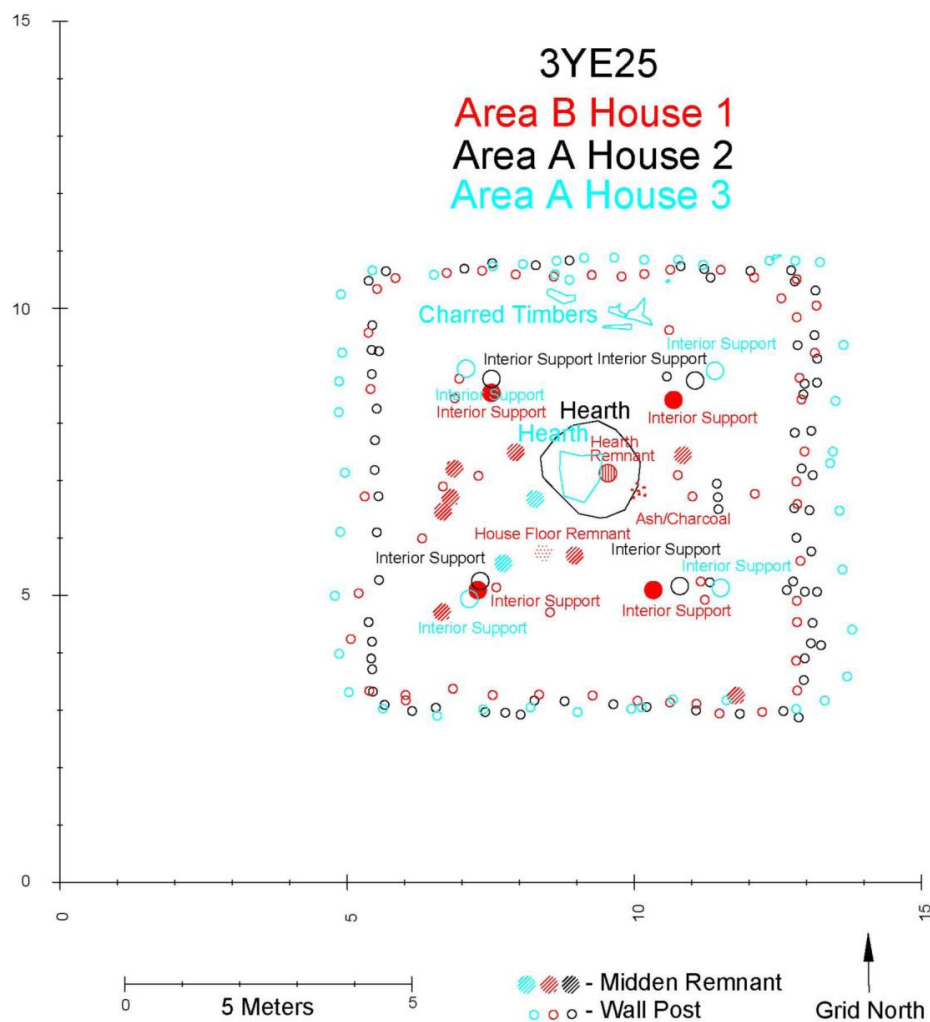 15
3YE25
Area B House 1
Area A House 2
Area A House 3
10
Charred Timbers
Interior Support
Interior Support Interior Support
Interior Support
Interior Support
Interior Support
Hearth
Hearth
Hearth
Remnant
Ash/Charcoal
House Floor Remnant
Interior Support
Interior Support
Interior Support
5
Interior Support
Interior Support
Interior Support
0
0
5
10
15
0
5 Meters
5
- Midden Remnant
- Wall Post
Grid North